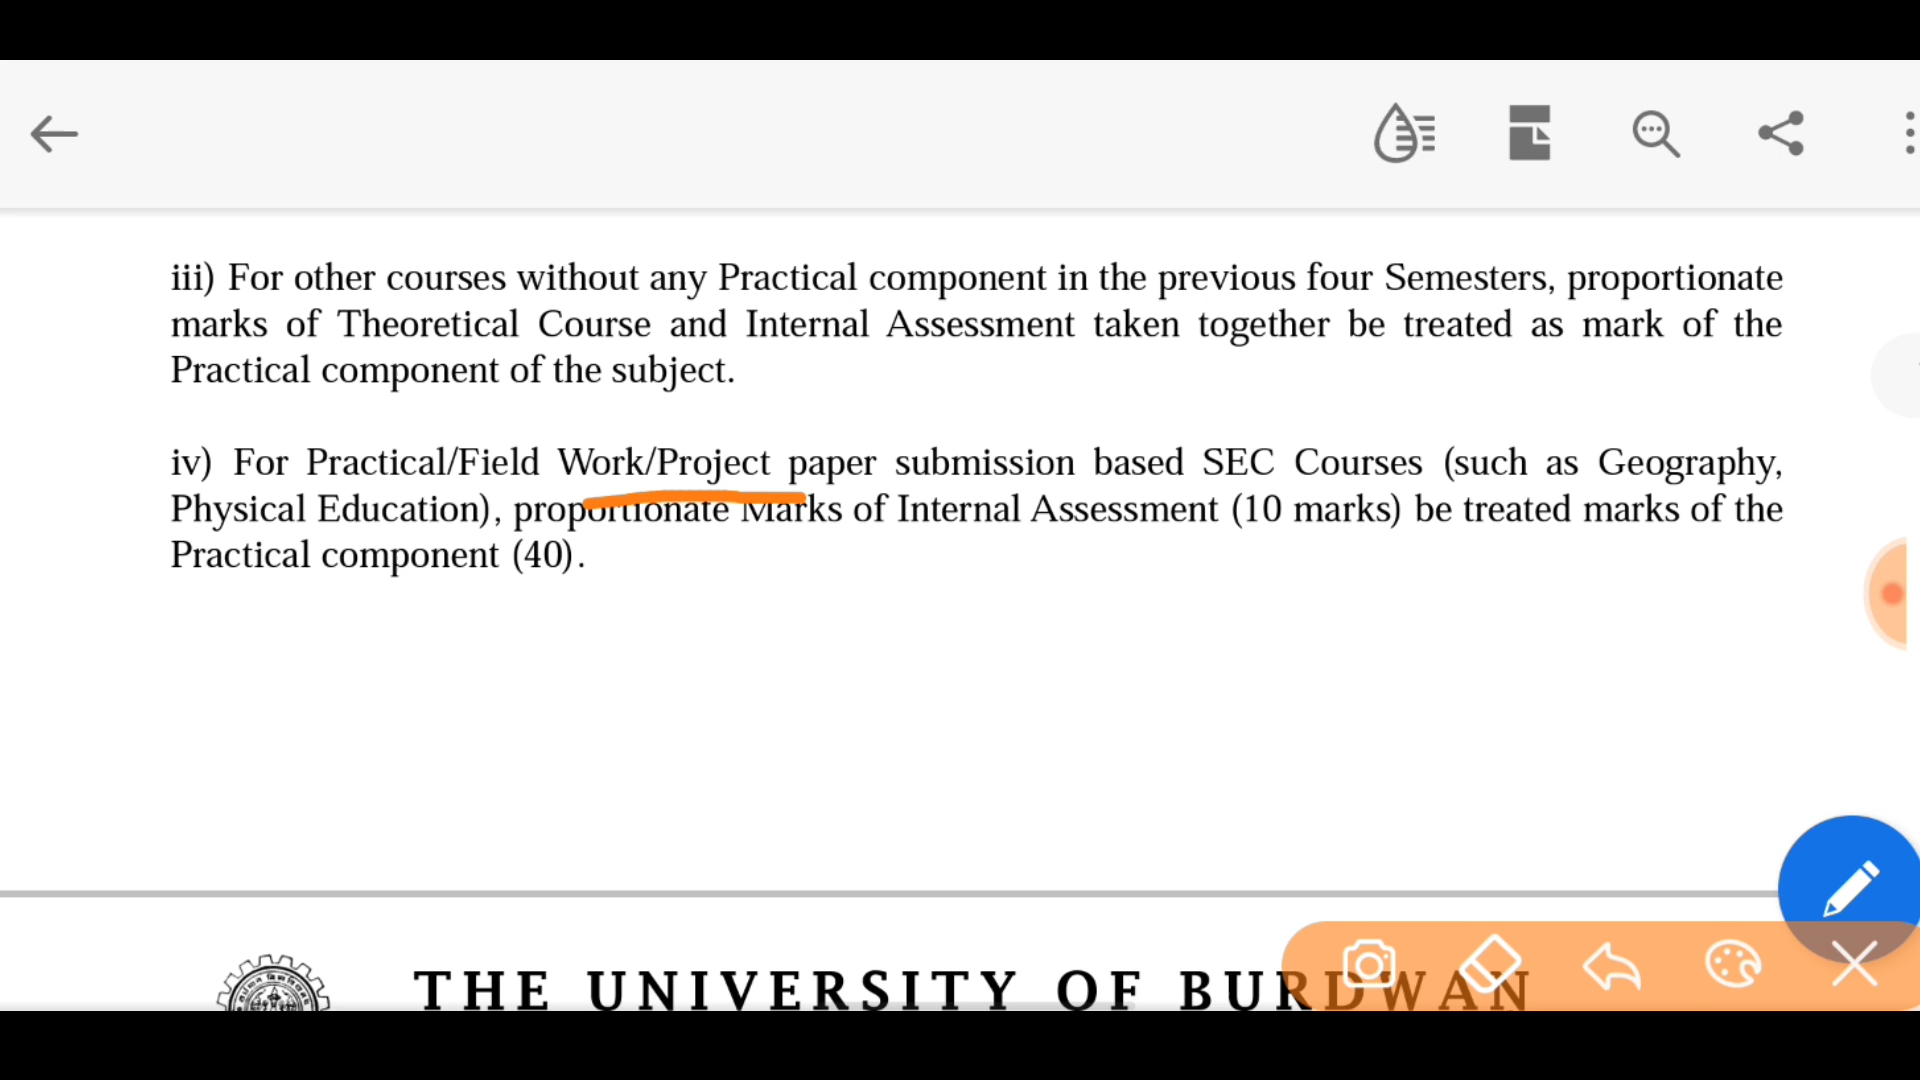 iii) For other courses without any Practical component in the previous four Semesters, proportionate
marks of Theoretical Course and Internal Assessment taken together be treated as mark of the
Practical component of the subject.
iv) For Practical/Field Work/Project paper submission based SEC Courses (such as Geography,
Physical Education), proportionate Marks of Internal Assessment (10 marks) be treated marks of the
Practical component (40).
THE UNIVERSITY OF BURDWAN